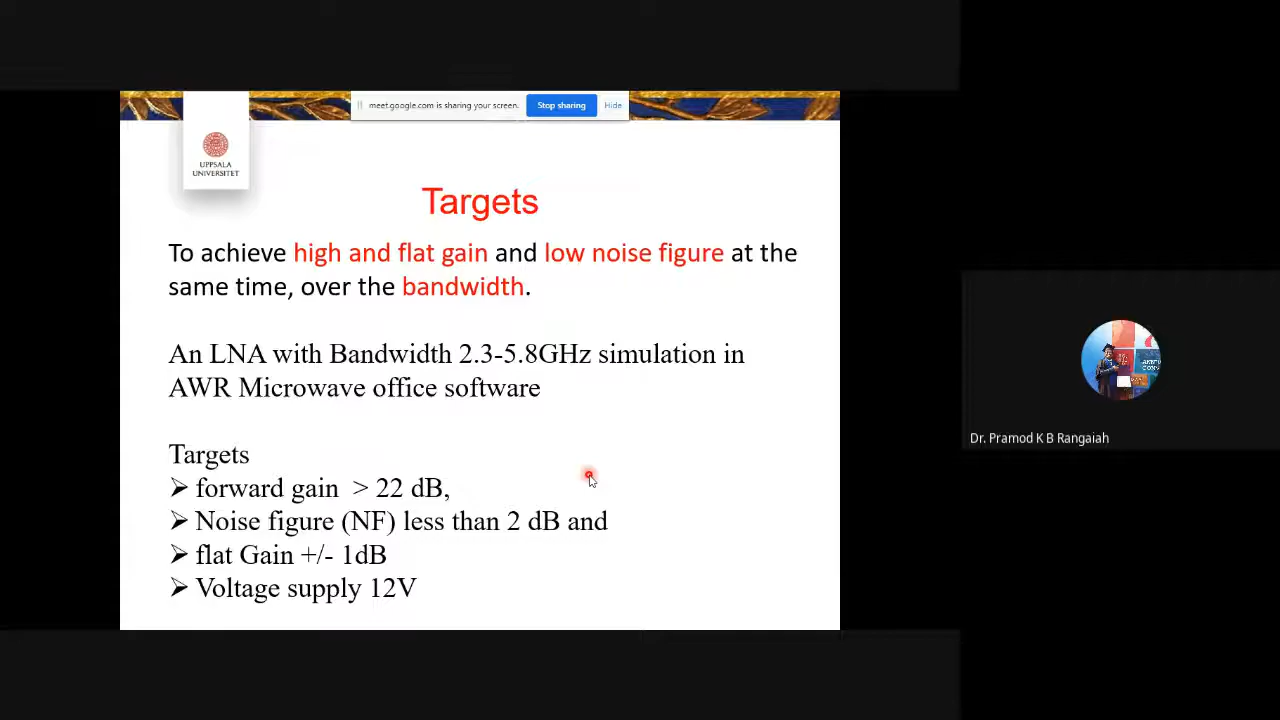 meet.google.com is sharing your screen. Stop sharing Hide
UPPSALA
UNIVERSITET
Targets
To achieve high and flat gain and low noise figure at the
same time, over the bandwidth.
An LNA with Bandwidth 2.3-5.8GHz simulation in
AWR Microwave office software
Targets
➢ forward gain > 22 dB,
➢ Noise figure (NF) less than 2 dB and
➢ flat Gain +/- 1dB
➢ Voltage supply 12V
Dr. Pramod K B Rangaiah